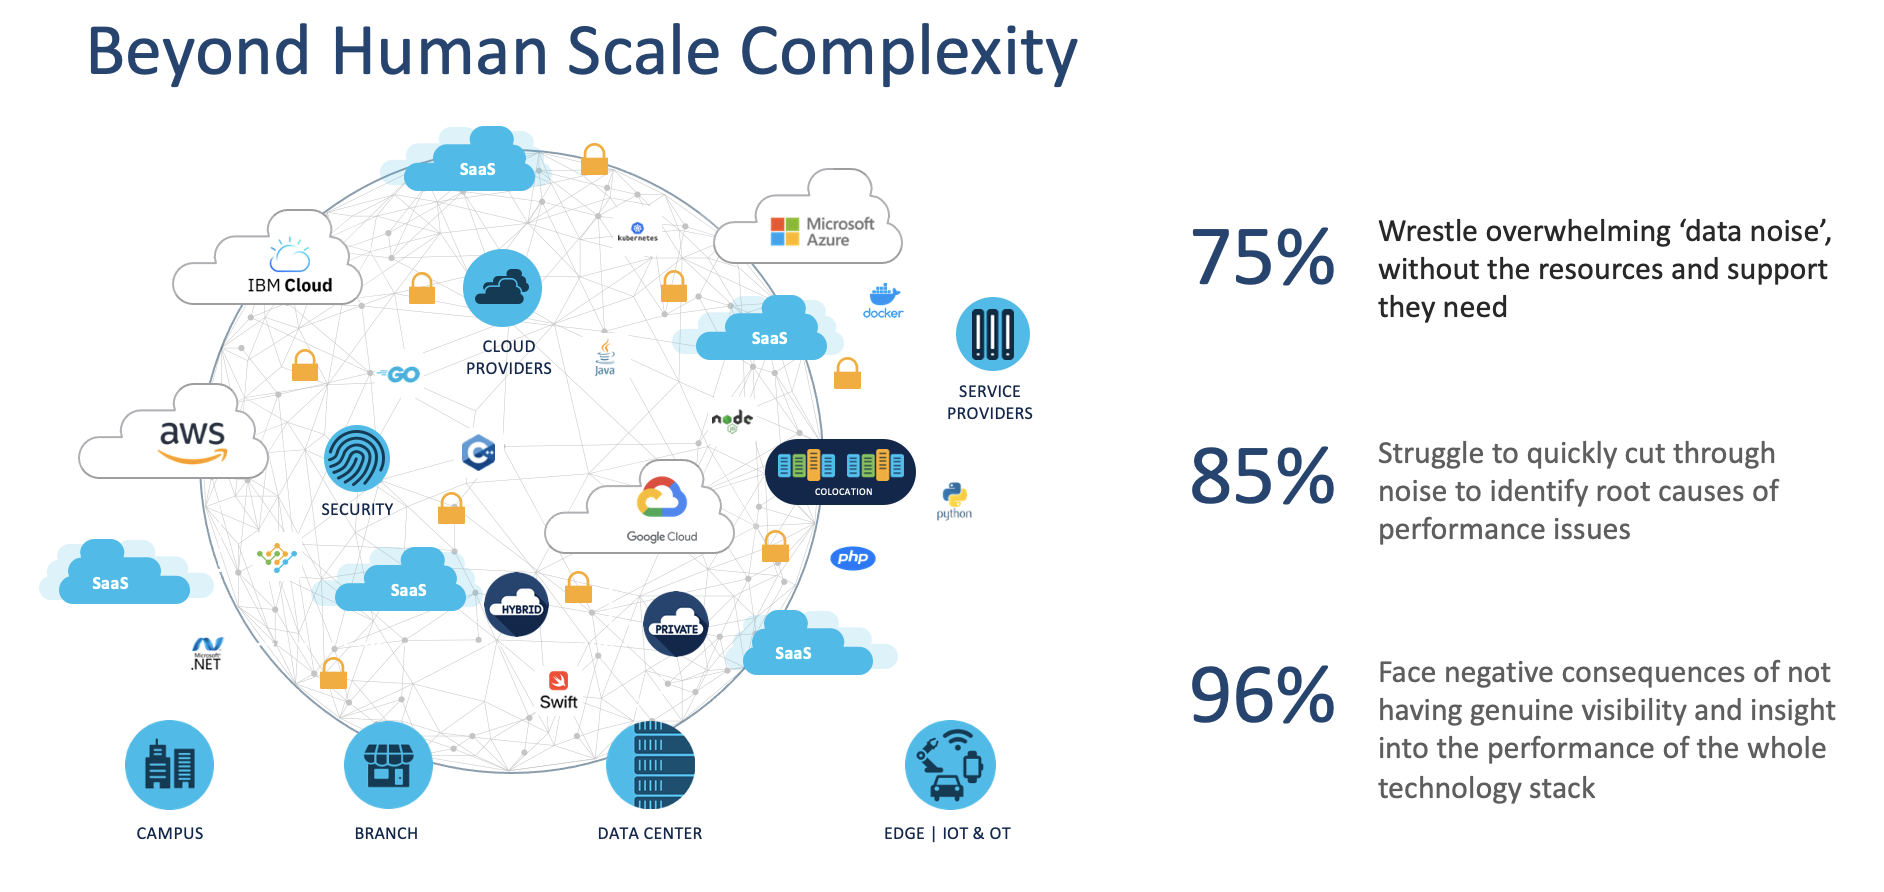 Beyond Human Scale Complexity
SaaS
kubernetes
Microsoft
Azure
IBM Cloud
docker
SaaS
CLOUD
PROVIDERS
Java
GO
SERVICE
PROVIDERS
aws
node
JS
C++
COLOCATION
SECURITY
Google Cloud
python
php
SaaS
SaaS
HYBRID
PRIVATE
SaaS
Microsoft
.NET
Swift
CAMPUS
BRANCH
DATA CENTER
EDGE | IOT & OT
75%
Wrestle overwhelming ‘data noise’,
without the resources and support
they need
85%
Struggle to quickly cut through
noise to identify root causes of
performance issues
96%
Face negative consequences of not
having genuine visibility and insight
into the performance of the whole
technology stack